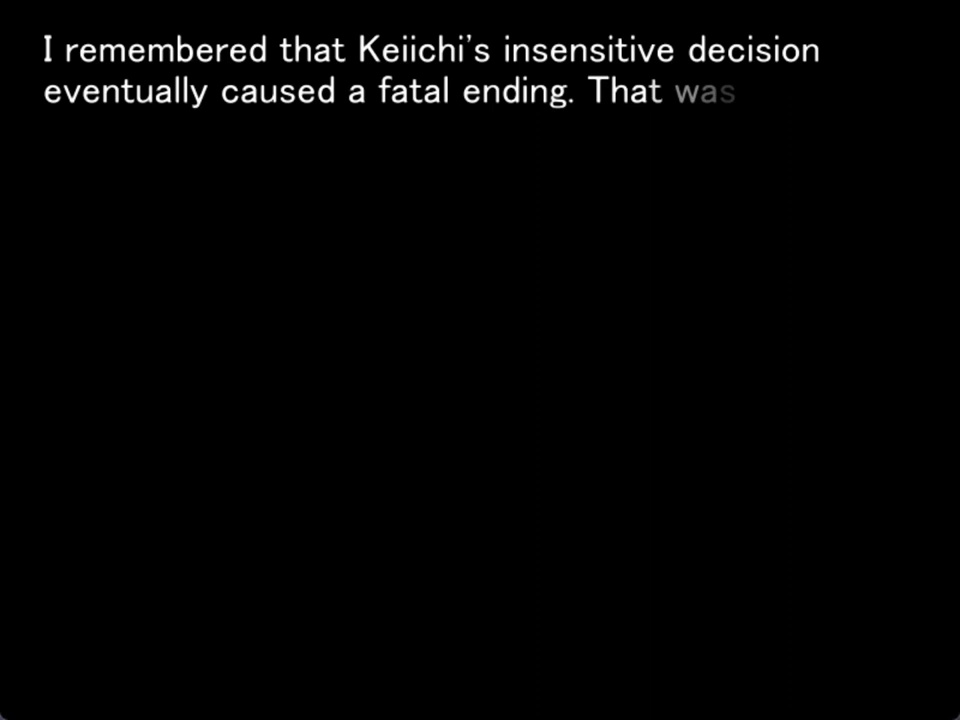 I remembered that Keiichi's insensitive decision
eventually caused a fatal ending. That was